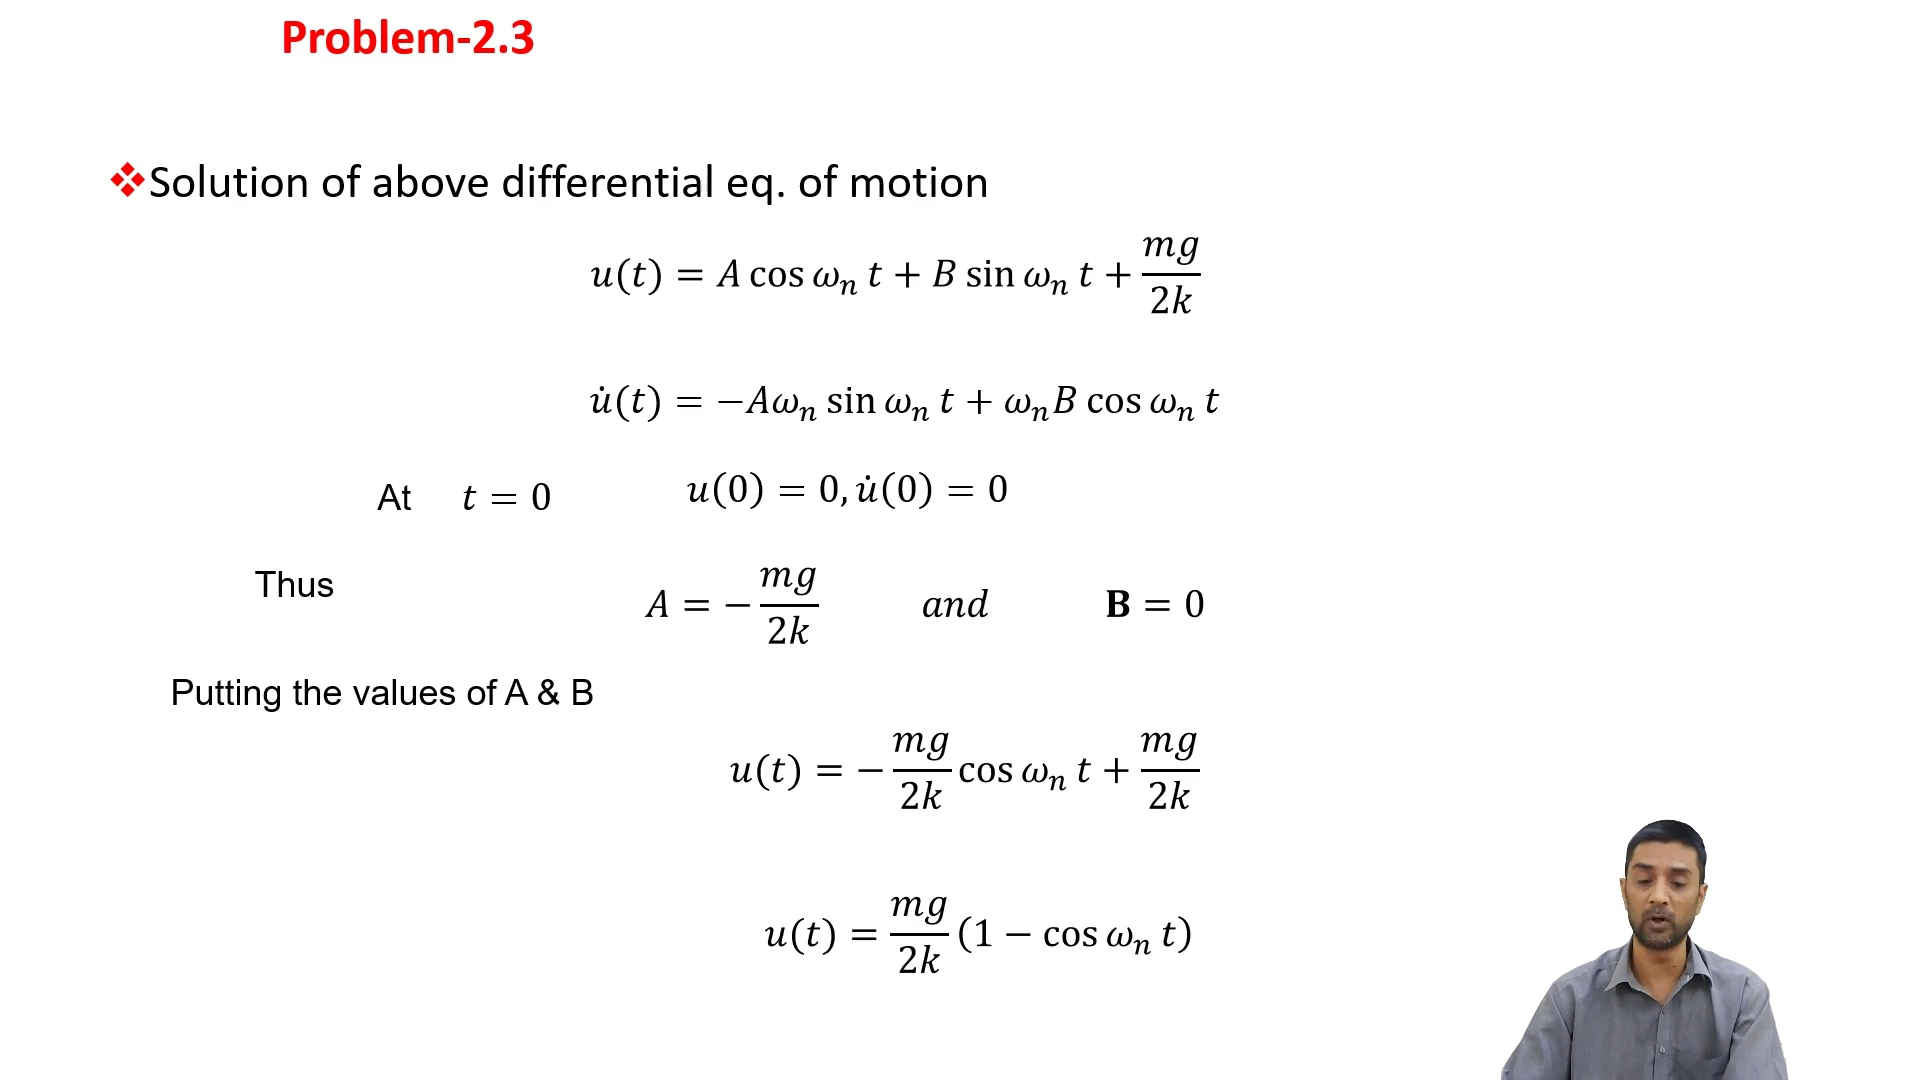 Problem-2.3
❖Solution of above differential eq. of motion
u(t) = A cos ωₙ t + B sin ωₙ t + mg/2k
u̇(t) = −Aωₙ sin ωₙ t + ωₙB cos ωₙ t
At t = 0 u(0) = 0, u̇(0) = 0
Thus A = − mg/2k and B = 0
Putting the values of A & B
u(t) = − mg/2k cos ωₙ t + mg/2k
u(t) = mg/2k (1 − cos ωₙ t)